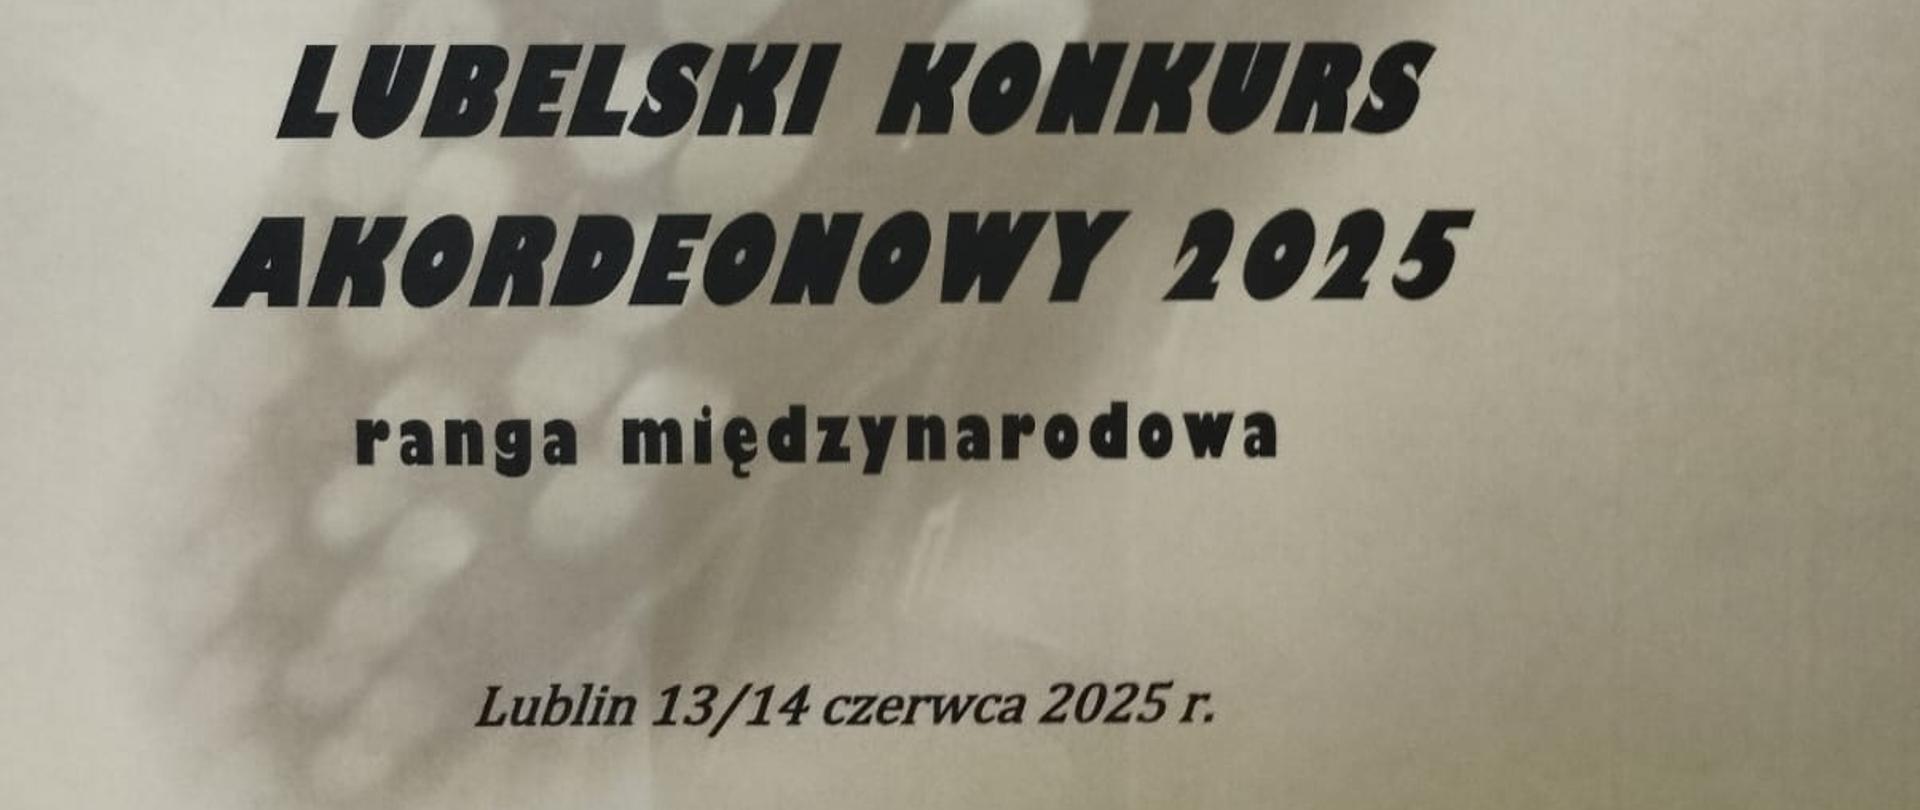 LUBELSKI KONKURS
AKORDEONOWY 2025
ranga międzynarodowa
Lublin 13/14 czerwca 2025 r.